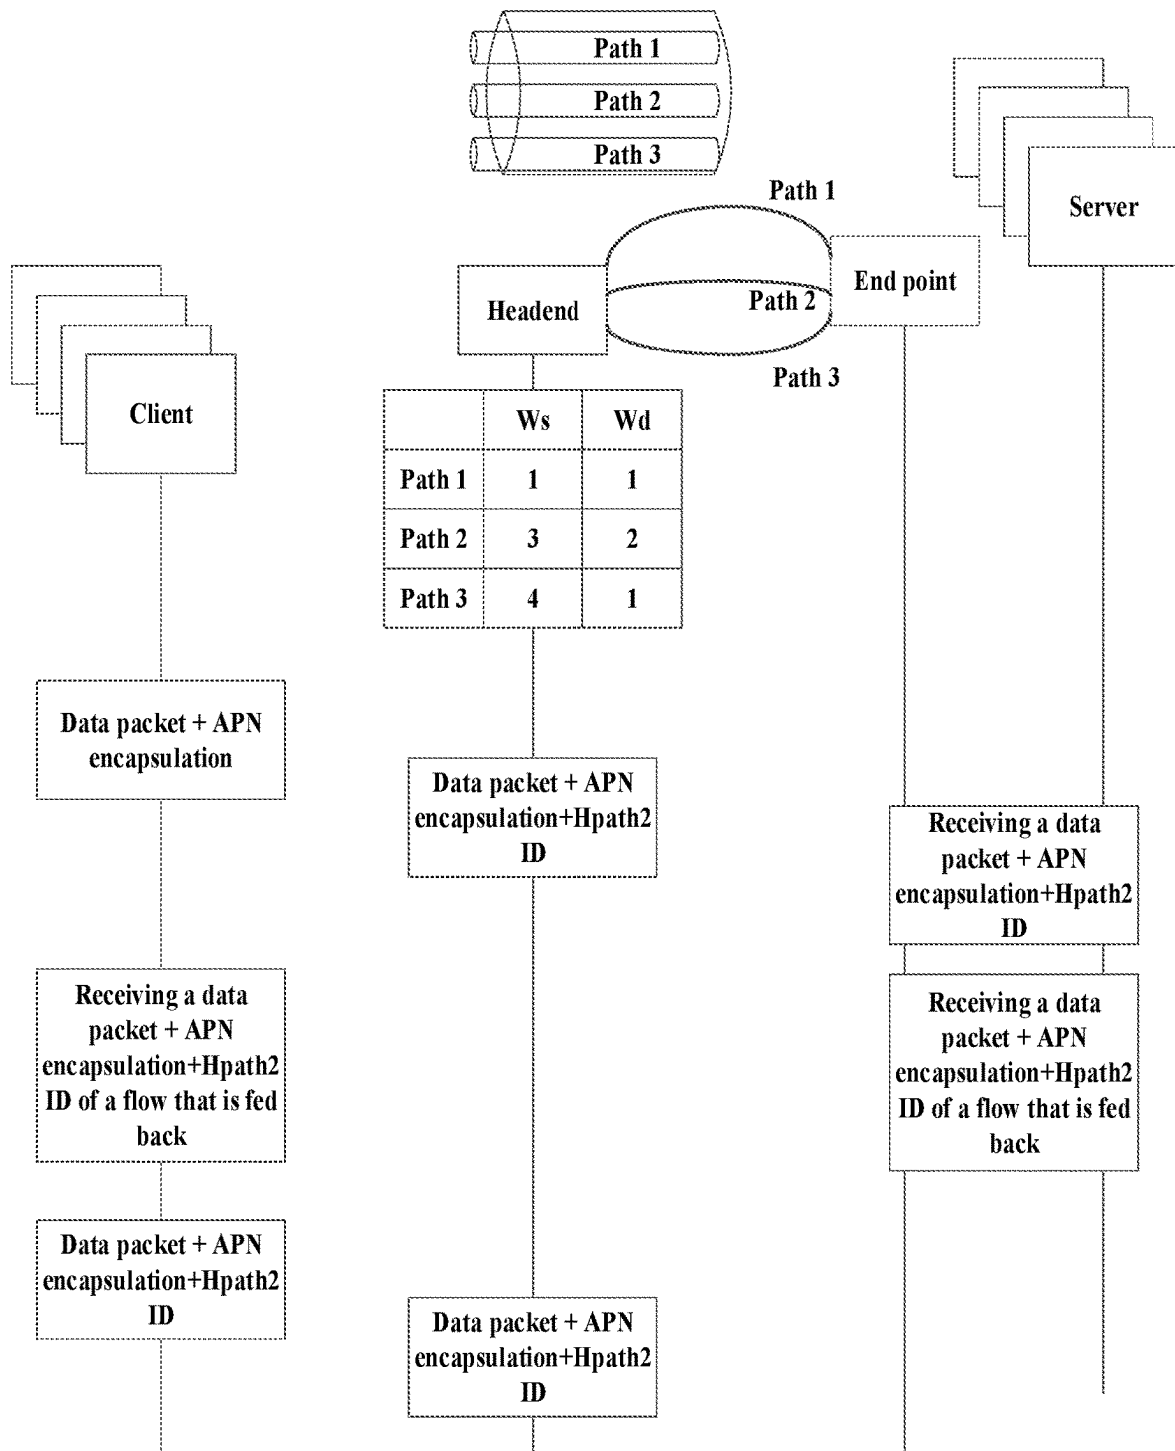 Path 1
Path 2
Path 3
Path 1
Server
End point
Path 2
Headend
Path 3
Client
Ws Wd
Path 1 1 1
Path 2 3 2
Path 3 4 1
Data packet + APN
encapsulation
Data packet + APN
encapsulation+Hpath2
ID
Receiving a data
packet + APN
encapsulation+Hpath2
ID
Receiving a data
packet + APN
encapsulation+Hpath2
ID of a flow that is fed
back
Receiving a data
packet + APN
encapsulation+Hpath2
ID of a flow that is fed
back
Data packet + APN
encapsulation+Hpath2
ID
Data packet + APN
encapsulation+Hpath2
ID